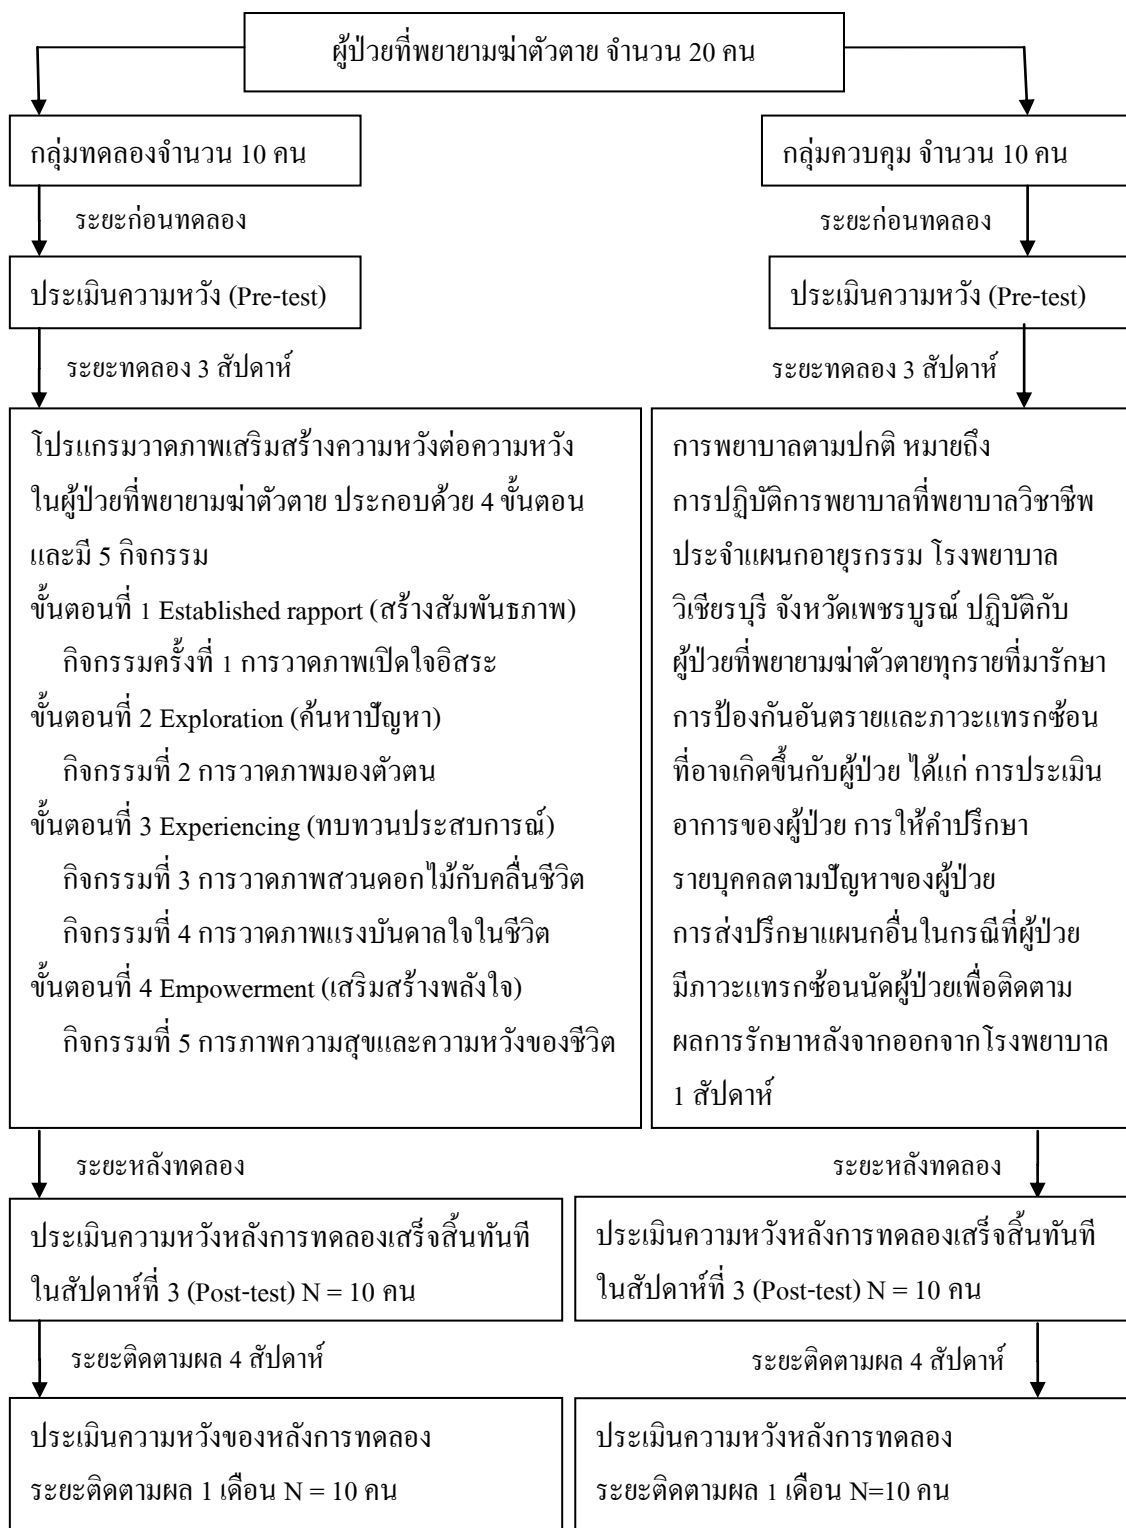 ผู้ป่วยที่พยายามฆ่าตัวตาย จำนวน 20 คน
กลุ่มทดลองจำนวน 10 คน
กลุ่มควบคุม จำนวน 10 คน
ระยะก่อนทดลอง
ระยะก่อนทดลอง
ประเมินความหวัง (Pre-test)
ประเมินความหวัง (Pre-test)
ระยะทดลอง 3 สัปดาห์
ระยะทดลอง 3 สัปดาห์
โปรแกรมวาดภาพเสริมสร้างความหวังต่อความหวัง
ในผู้ป่วยที่พยายามฆ่าตัวตาย ประกอบด้วย 4 ขั้นตอน
และมี 5 กิจกรรม
ขั้นตอนที่ 1 Established rapport (สร้างสัมพันธภาพ)
กิจกรรมครั้งที่ 1 การวาดภาพเปิดใจอิสระ
ขั้นตอนที่ 2 Exploration (ค้นหาปัญหา)
กิจกรรมที่ 2 การวาดภาพมองตัวตน
ขั้นตอนที่ 3 Experiencing (ทบทวนประสบการณ์)
กิจกรรมที่ 3 การวาดภาพสวนดอกไม้กับคลื่นชีวิต
กิจกรรมที่ 4 การวาดภาพแรงบันดาลใจในชีวิต
ขั้นตอนที่ 4 Empowerment (เสริมสร้างพลังใจ)
กิจกรรมที่ 5 การภาพความสุขและความหวังของชีวิต
การพยาบาลตามปกติ หมายถึง
การปฏิบัติการพยาบาลที่พยาบาลวิชาชีพ
ประจำแผนกอายุรกรรม โรงพยาบาล
วิเชียรบุรี จังหวัดเพชรบูรณ์ ปฏิบัติกับ
ผู้ป่วยที่พยายามฆ่าตัวตายทุกรายที่มารักษา
การป้องกันอันตรายและภาวะแทรกซ้อน
ที่อาจเกิดขึ้นกับผู้ป่วย ได้แก่ การประเมิน
อาการของผู้ป่วย การให้คำปรึกษา
รายบุคคลตามปัญหาของผู้ป่วย
การส่งปรึกษาแผนกอื่นในกรณีที่ผู้ป่วย
มีภาวะแทรกซ้อนนัดผู้ป่วยเพื่อติดตาม
ผลการรักษาหลังจากออกจากโรงพยาบาล
1 สัปดาห์
ระยะหลังทดลอง
ระยะหลังทดลอง
ประเมินความหวังหลังการทดลองเสร็จสิ้นทันที
ในสัปดาห์ที่ 3 (Post-test) N = 10 คน
ประเมินความหวังหลังการทดลองเสร็จสิ้นทันที
ในสัปดาห์ที่ 3 (Post-test) N = 10 คน
ระยะติดตามผล 4 สัปดาห์
ระยะติดตามผล 4 สัปดาห์
ประเมินความหวังของหลังการทดลอง
ระยะติดตามผล 1 เดือน N = 10 คน
ประเมินความหวังหลังการทดลอง
ระยะติดตามผล 1 เดือน N=10 คน